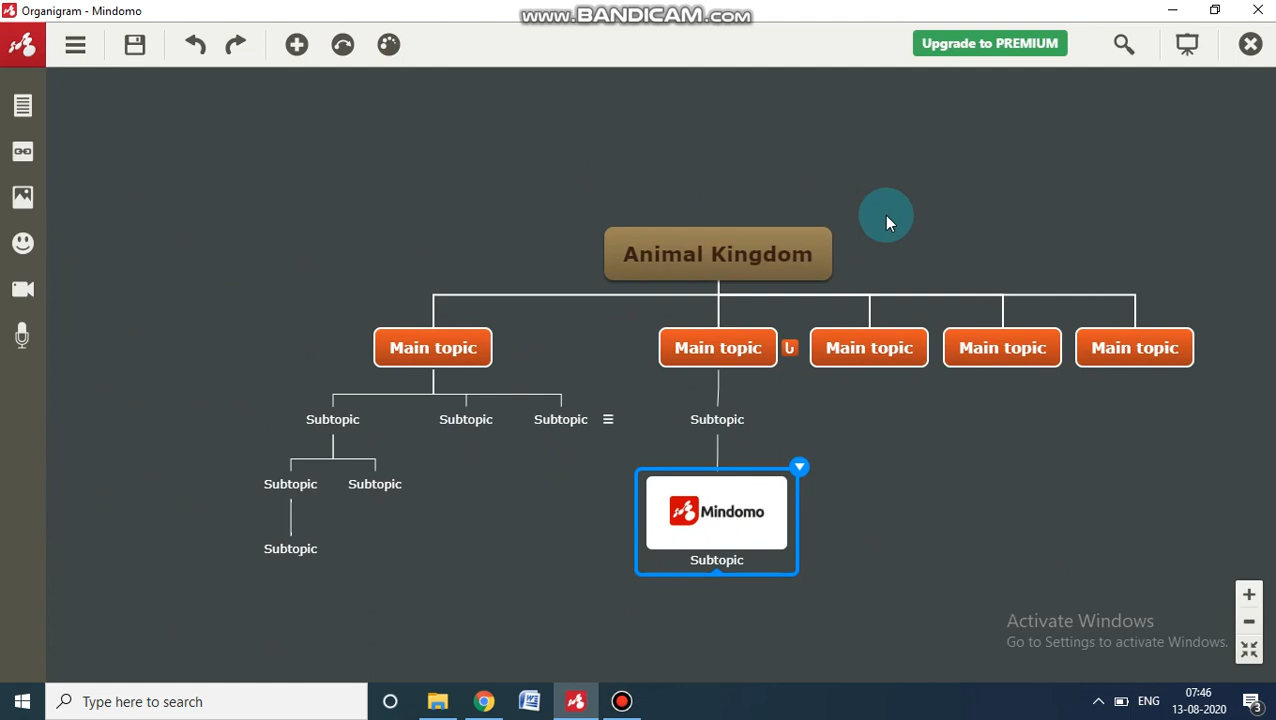 Organigram - Mindomo
www.BANDICAM.com
Upgrade to PREMIUM
Animal Kingdom
Main topic
Main topic
Main topic
Main topic
Main topic
Subtopic
Subtopic
Subtopic
Subtopic
Subtopic
Subtopic
Mindomo
Subtopic
Subtopic
Activate Windows
Go to Settings to activate Windows.
Type here to search
ENG
07:46
13-08-2020
3